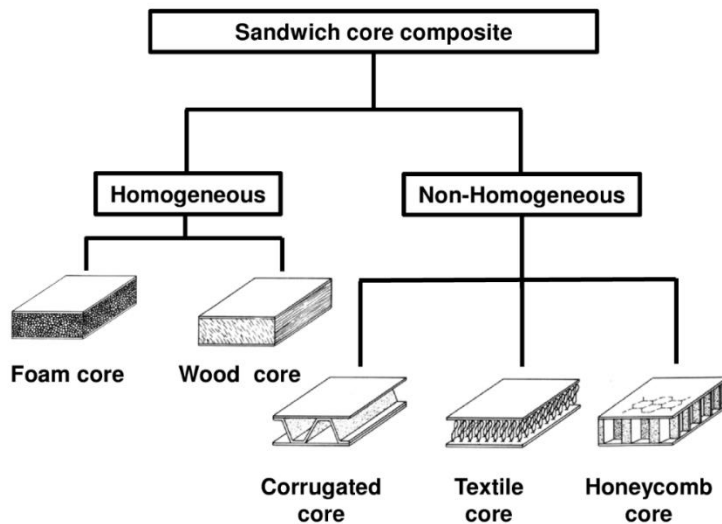 Sandwich core composite
Homogeneous
Non-Homogeneous
Foam core
Wood core
Corrugated
core
Textile
core
Honeycomb
core